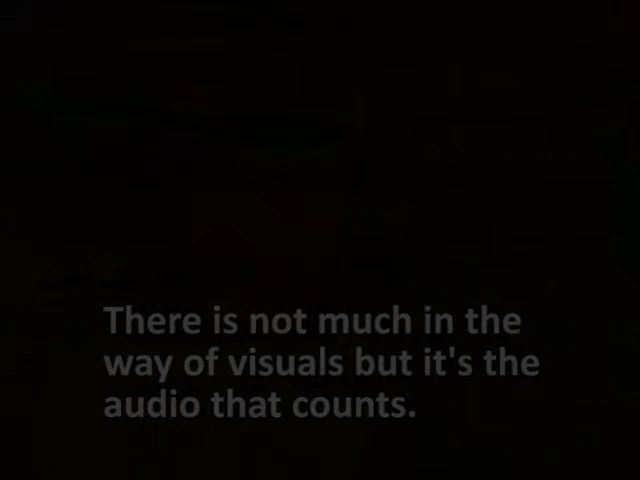 There is not much in the
way of visuals but it's the
audio that counts.